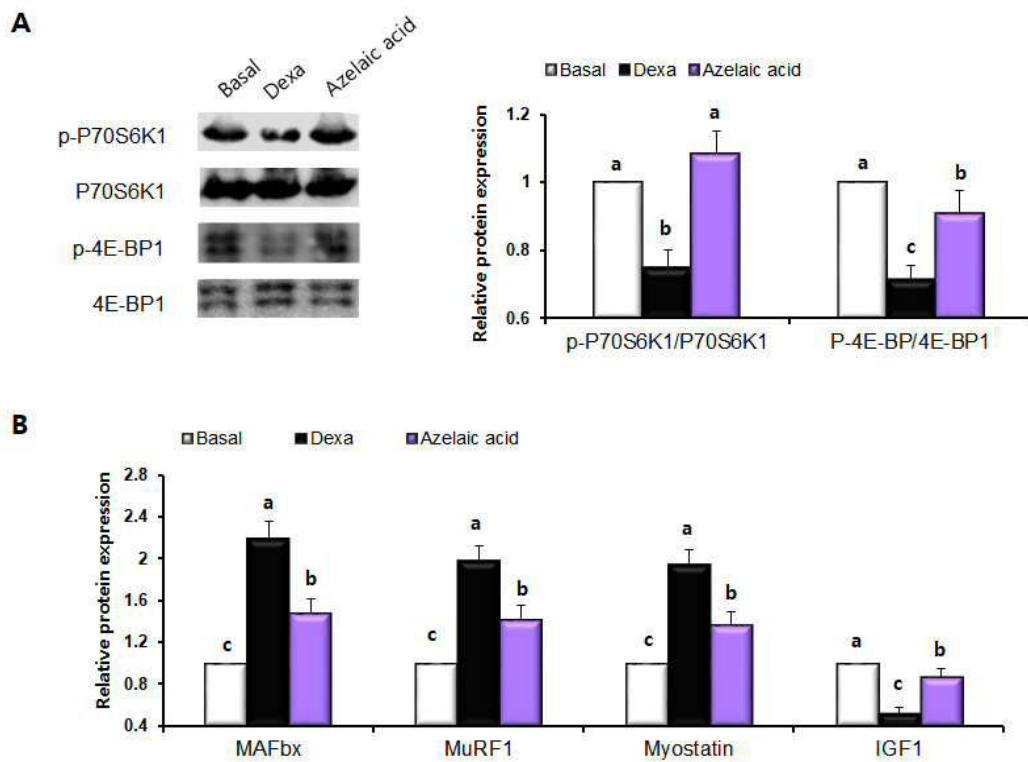 A
Basal
Dexa
Azelaic acid
p-P70S6K1
P70S6K1
p-4E-BP1
4E-BP1
Basal Dexa Azelaic acid
Relative protein expression
1.2
1
0.8
0.6
a
b
a
a
c
b
p-P70S6K1/P70S6K1 P-4E-BP/4E-BP1
B
Basal Dexa Azelaic acid
Relative protein expression
2.8
2.4
2
1.6
1.2
0.8
0.4
c
a
b
c
a
b
c
a
b
a
c
b
MAFbx MuRF1 Myostatin IGF1